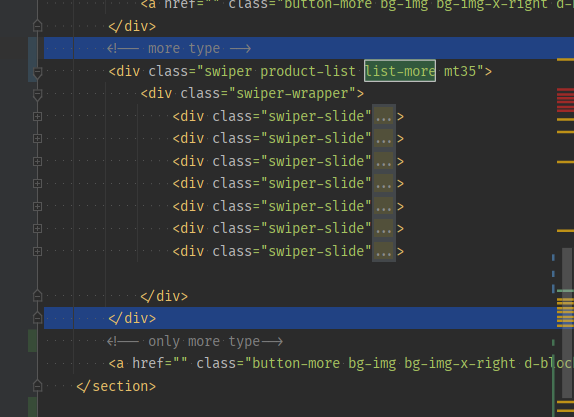 <a href="" class="button-more bg-img bg-img-x-right d-b
</div>
<!-- more type -->
<div class="swiper product-list list-more mt35">
<div class="swiper-wrapper">
<div class="swiper-slide"...>
<div class="swiper-slide"...>
<div class="swiper-slide"...>
<div class="swiper-slide"...>
<div class="swiper-slide"...>
<div class="swiper-slide"...>
<div class="swiper-slide"...>
</div>
</div>
<!-- only more type-->
<a href="" class="button-more bg-img bg-img-x-right d-bloc
</section>